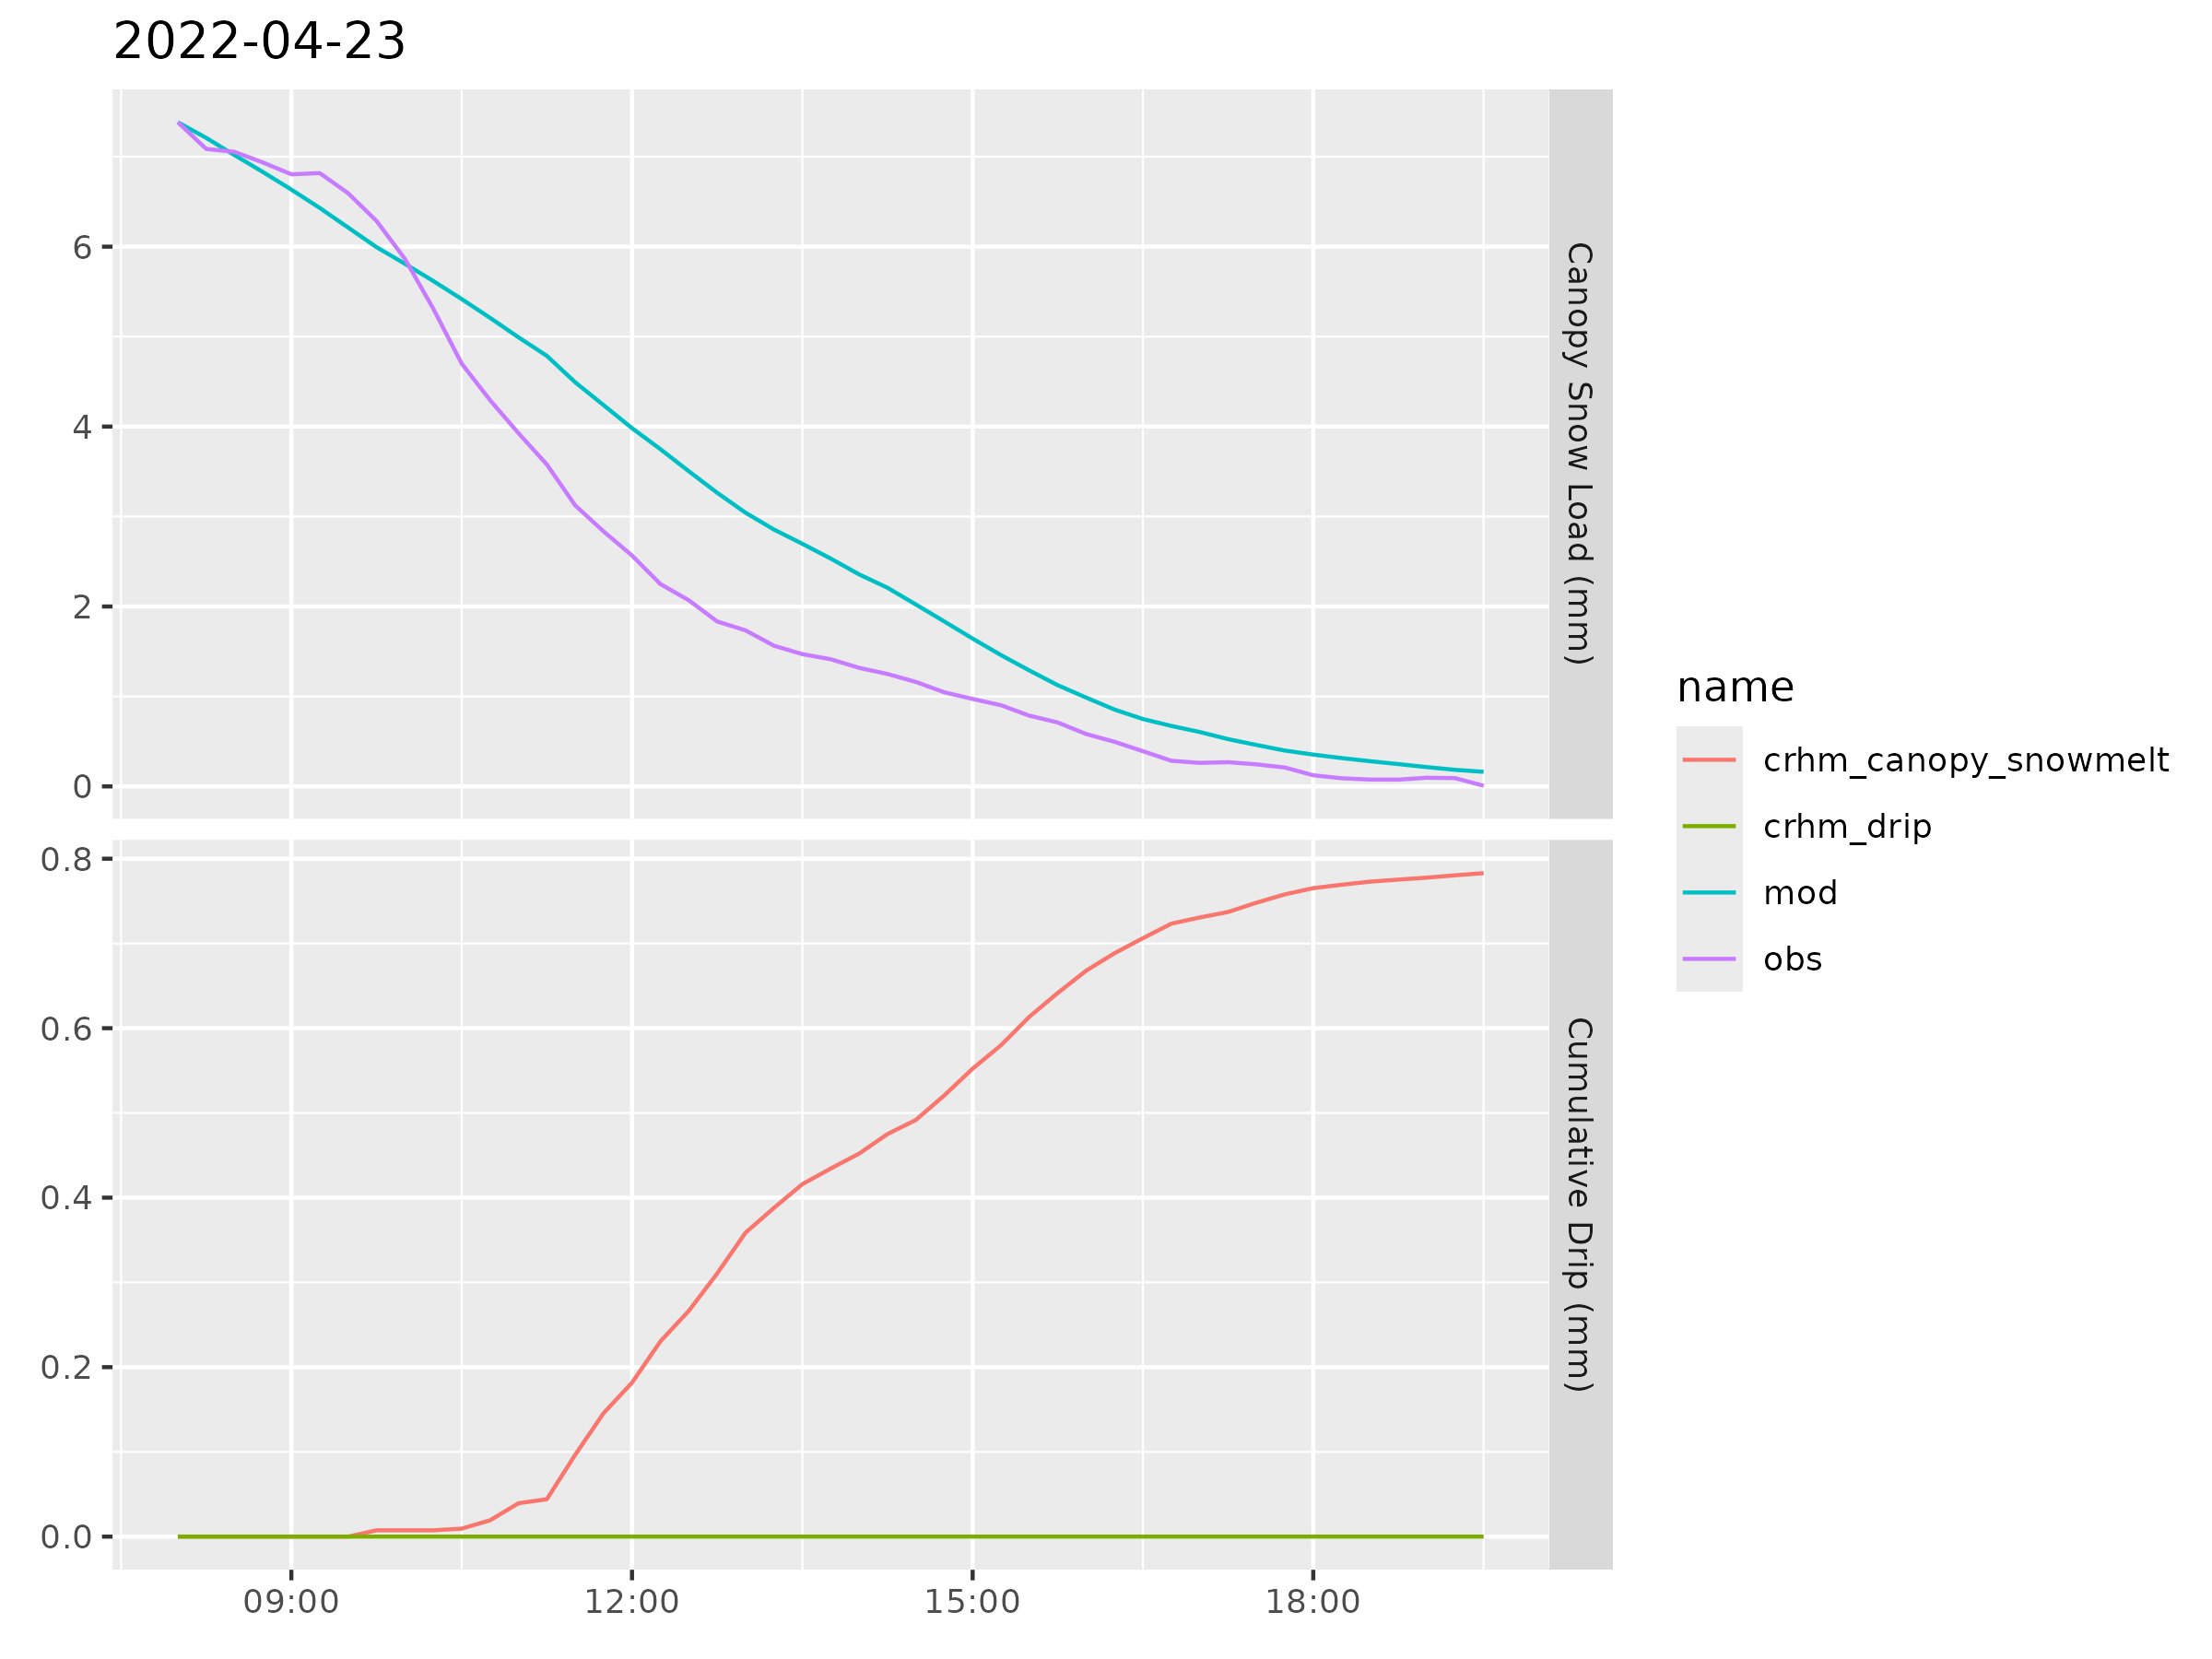 2022-04-23
6
4
2
0
Canopy Snow Load (mm)
0.8
0.6
0.4
0.2
0.0
Cumulative Drip (mm)
09:00 12:00 15:00 18:00
name
crhm_canopy_snowmelt
crhm_drip
mod
obs